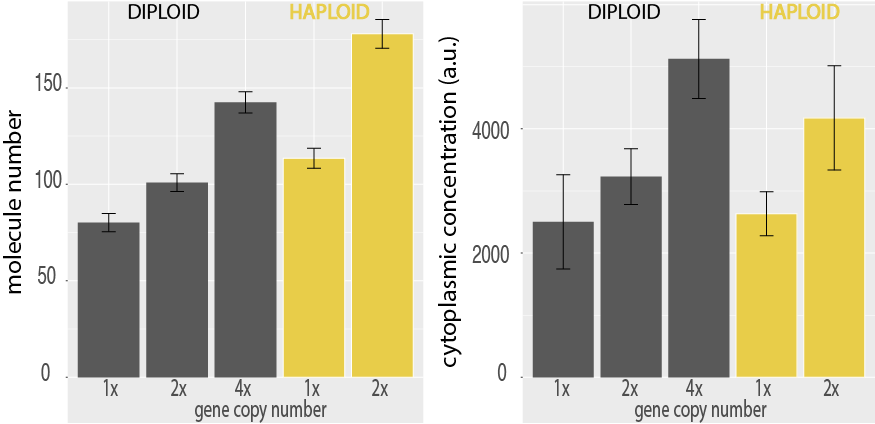 DIPLOID HAPLOID
molecule number
150
100
50
0
1x 2x 4x 1x 2x
gene copy number
DIPLOID HAPLOID
cytoplasmic concentration (a.u.)
4000
2000
0
1x 2x 4x 1x 2x
gene copy number